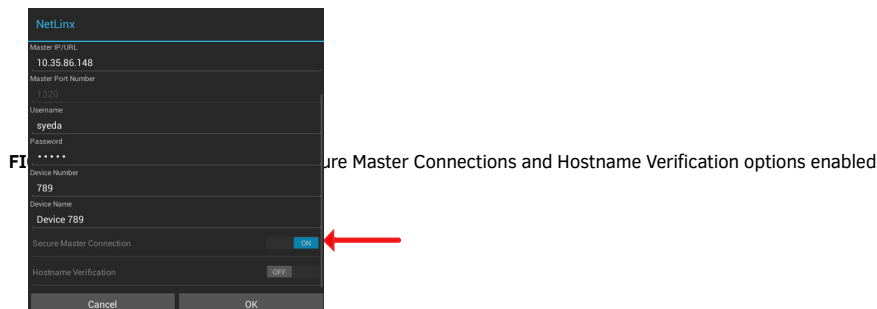 NetLinx
Master IP/URL
10.35.86.148
Master Port Number
1320
Username
syeda
Password
•••••
FI ure Master Connections and Hostname Verification options enabled
Device Number
789
Device Name
Device 789
Secure Master Connection ON
Hostname Verification OFF
Cancel OK